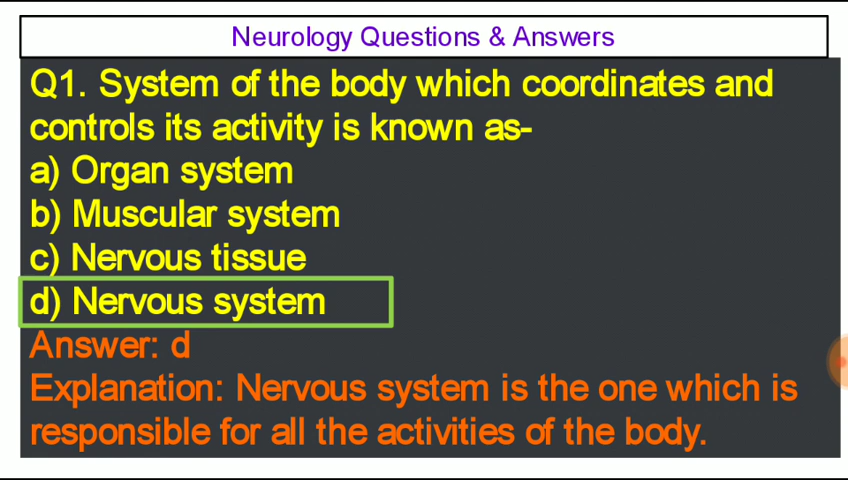 Neurology Questions & Answers
Q1. System of the body which coordinates and
controls its activity is known as-
a) Organ system
b) Muscular system
c) Nervous tissue
d) Nervous system
Answer: d
Explanation: Nervous system is the one which is
responsible for all the activities of the body.